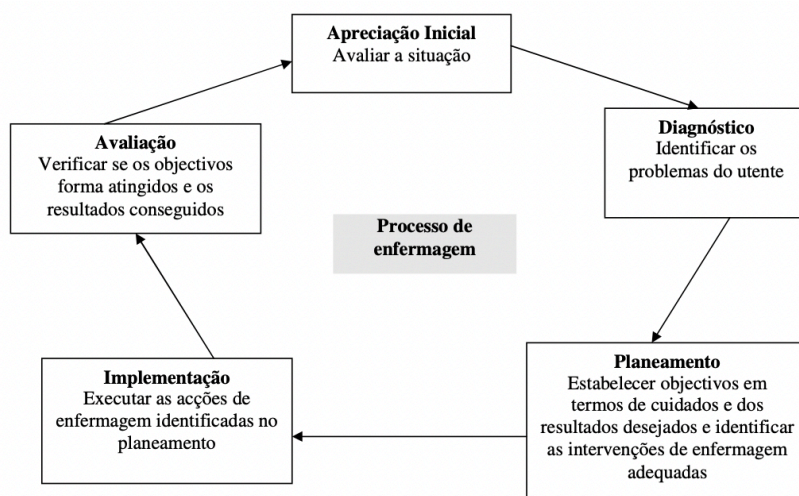 Apreciação Inicial
Avaliar a situação
Diagnóstico
Identificar os
problemas do utente
Avaliação
Verificar se os objectivos
forma atingidos e os
resultados conseguidos
Processo de
enfermagem
Planeamento
Estabelecer objectivos em
termos de cuidados e dos
resultados desejados e identificar
as intervenções de enfermagem
adequadas
Implementação
Executar as acções de
enfermagem identificadas no
planeamento